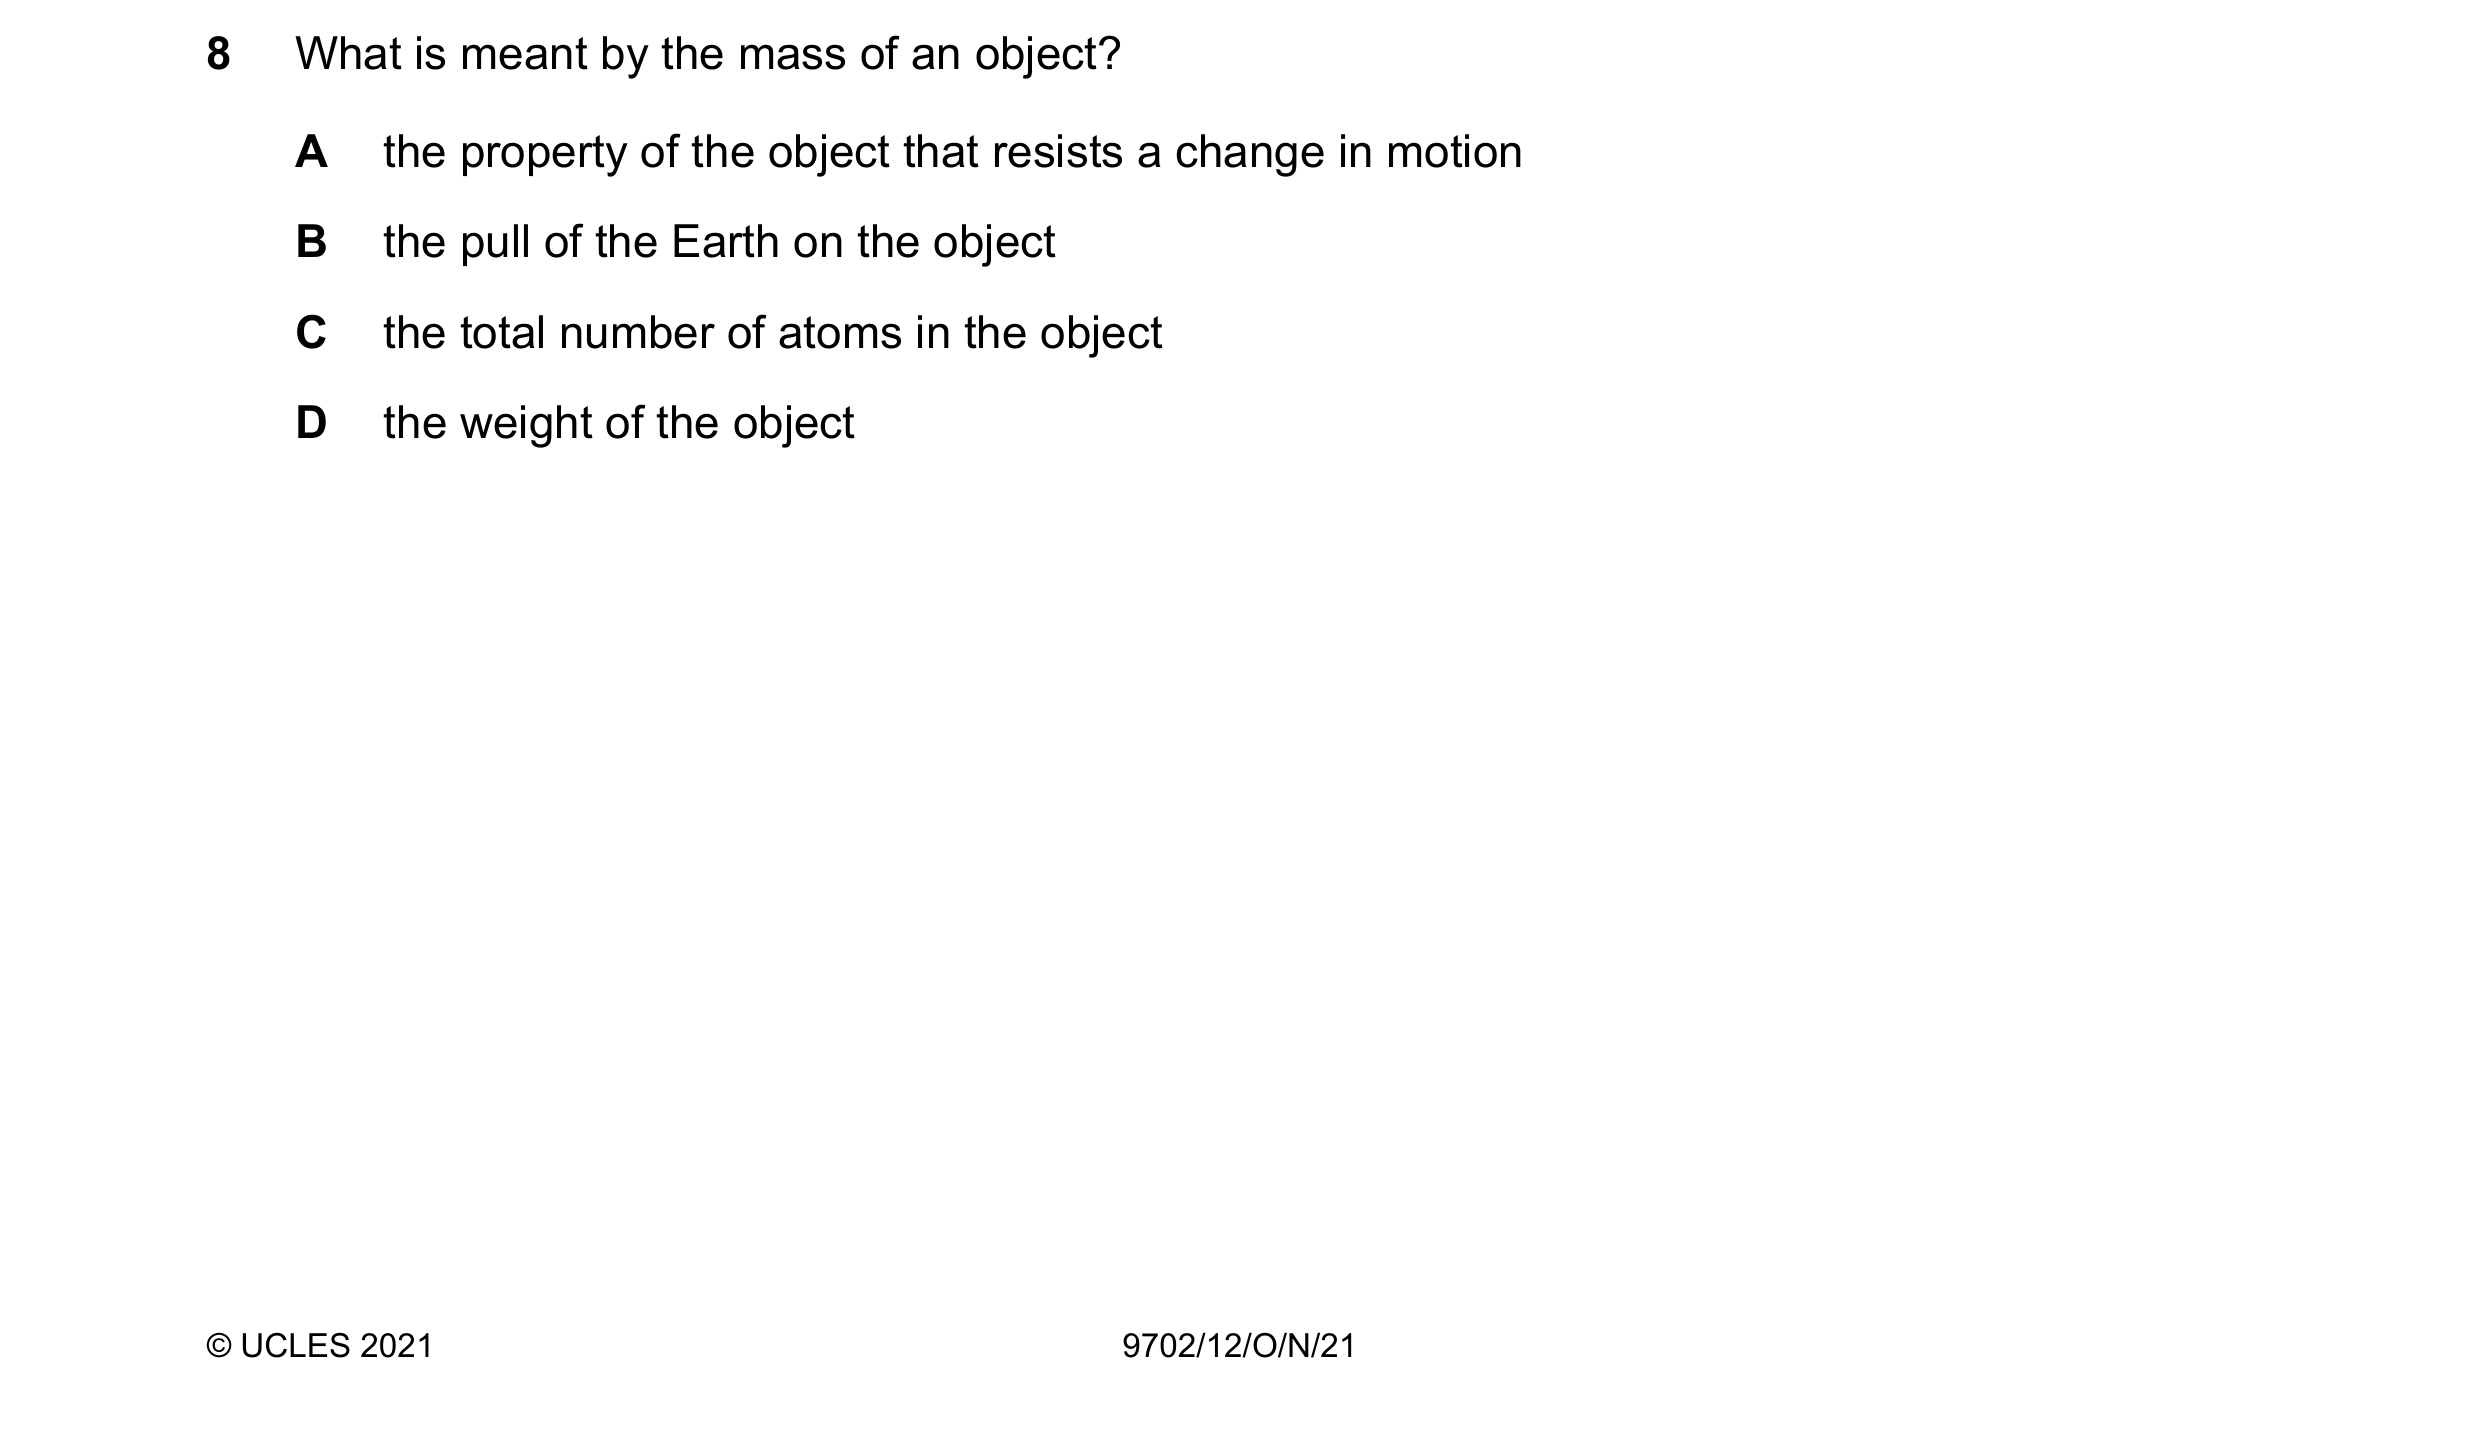 8 What is meant by the mass of an object?
A the property of the object that resists a change in motion
B the pull of the Earth on the object
C the total number of atoms in the object
D the weight of the object
© UCLES 2021 9702/12/O/N/21